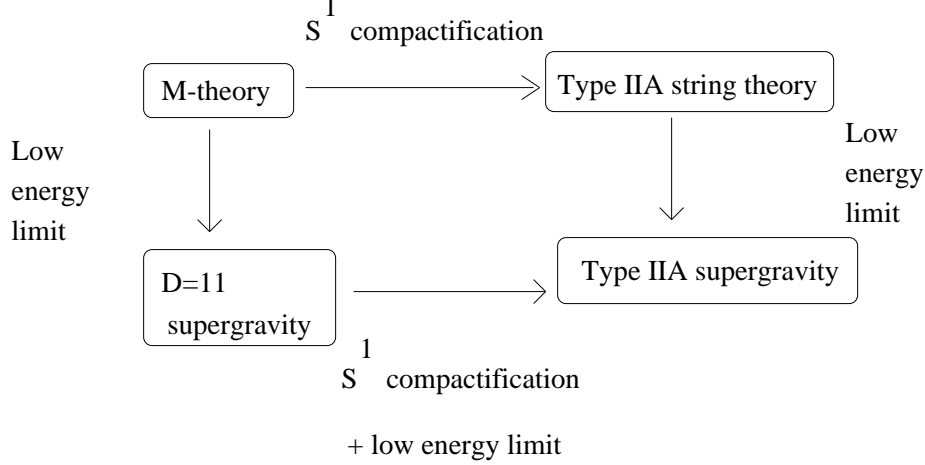 S^1 compactification
M-theory
Type IIA string theory
Low
energy
limit
Low
energy
limit
D=11
supergravity
Type IIA supergravity
S^1 compactification
+ low energy limit